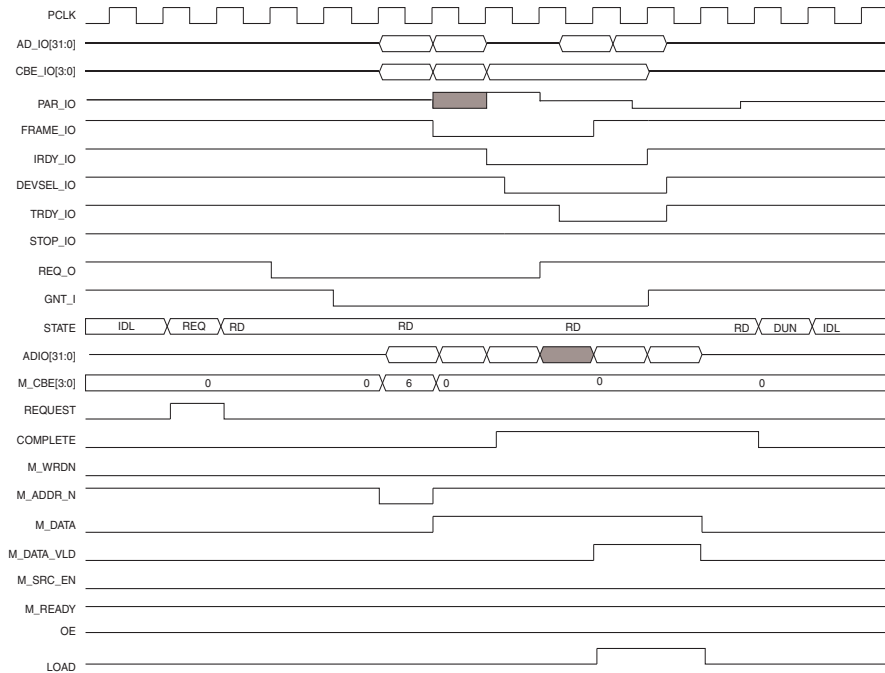 PCLK
AD_IO[31:0]
CBE_IO[3:0]
PAR_IO
FRAME_IO
IRDY_IO
DEVSEL_IO
TRDY_IO
STOP_IO
REQ_O
GNT_I
STATE IDL REQ RD RD RD RD DUN IDL
ADIO[31:0]
M_CBE[3:0] 0 0 6 0 0 0
REQUEST
COMPLETE
M_WRDN
M_ADDR_N
M_DATA
M_DATA_VLD
M_SRC_EN
M_READY
OE
LOAD